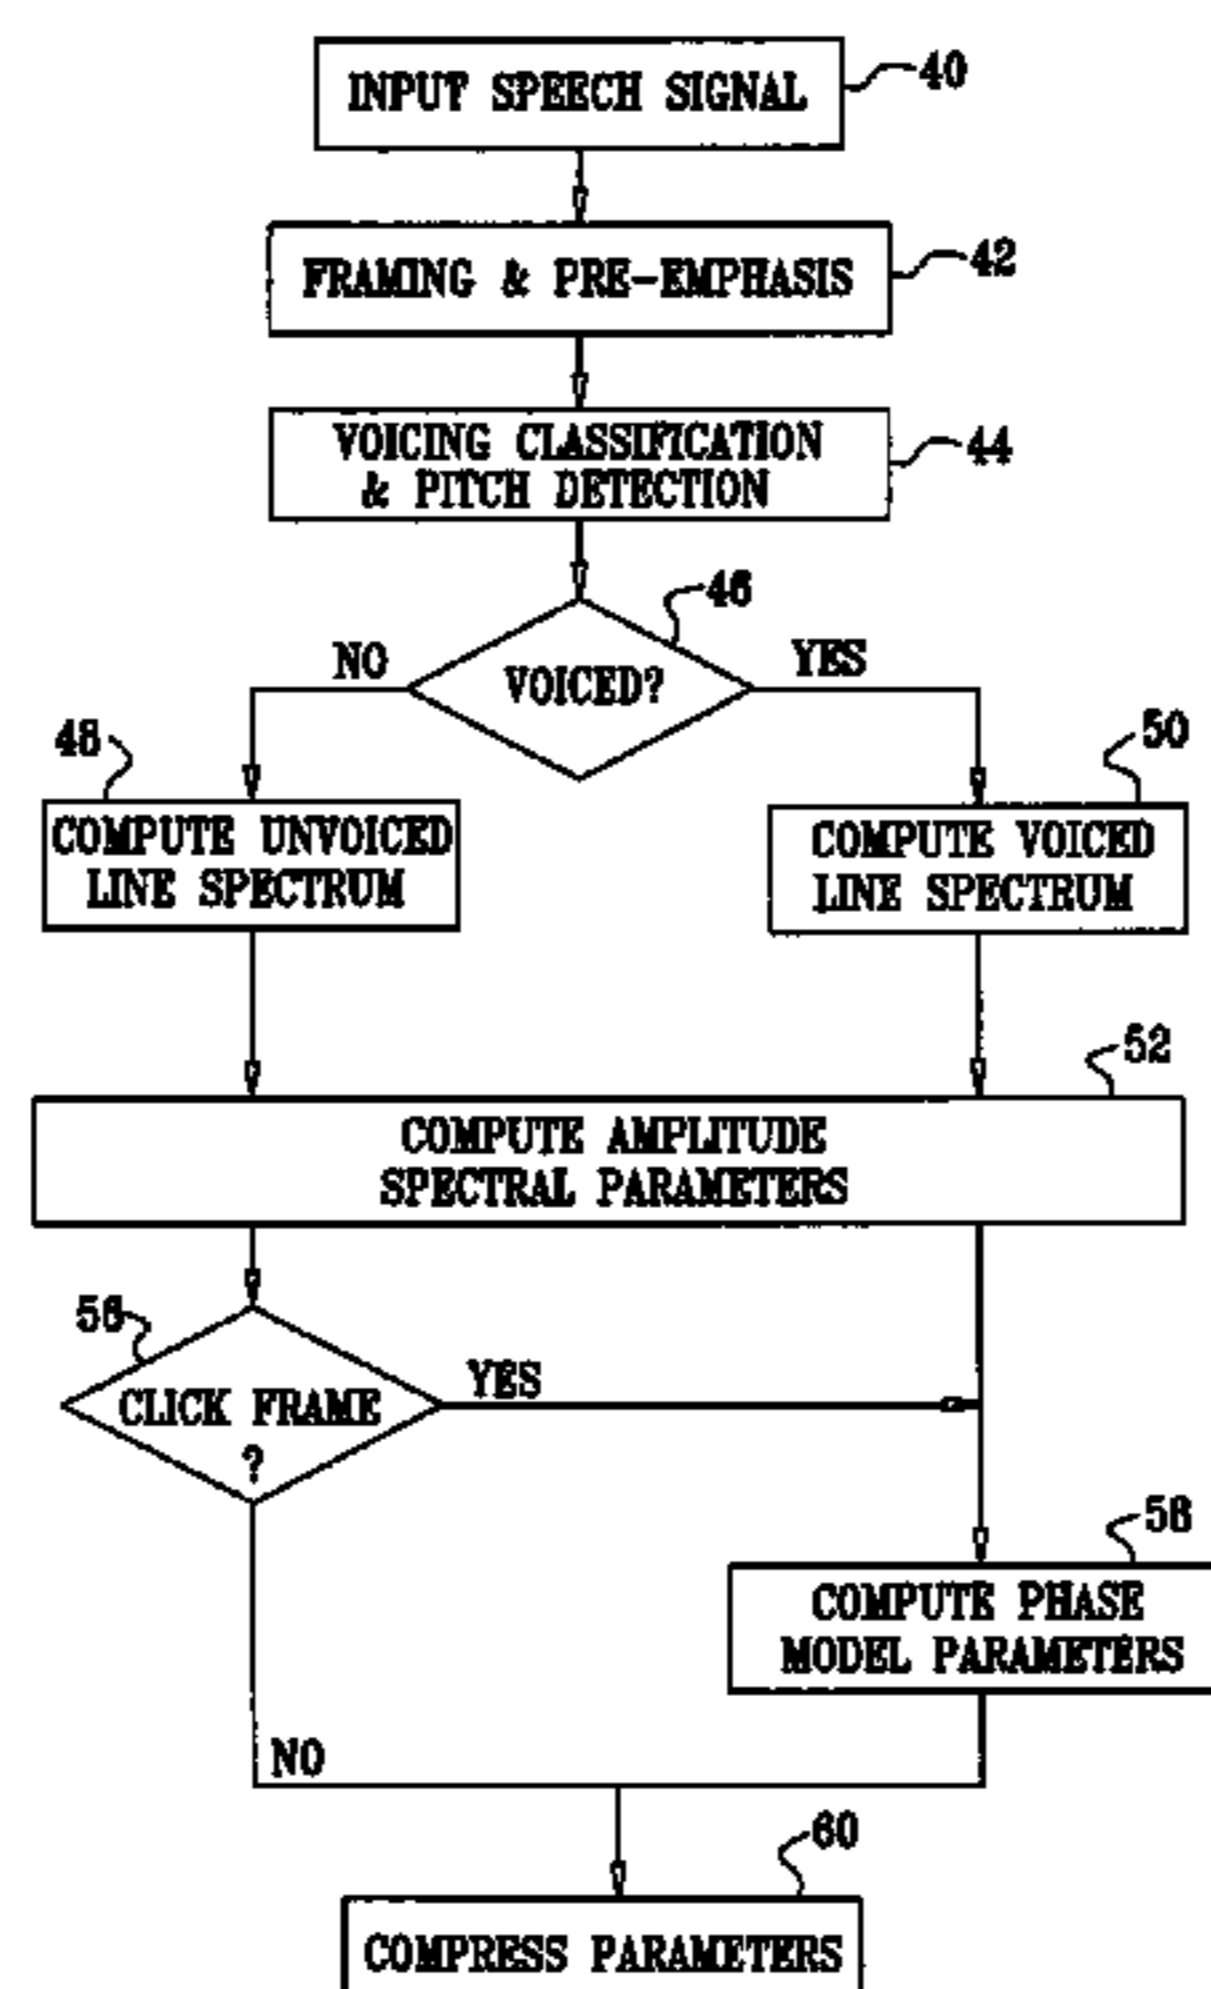 INPUT SPEECH SIGNAL
40
FRAMING & PRE-EMPHASIS
42
VOICING CLASSIFICATION
& PITCH DETECTION
44
46
NO
VOICED?
YES
48
50
COMPUTE UNVOICED
LINE SPECTRUM
COMPUTE VOICED
LINE SPECTRUM
52
COMPUTE AMPLITUDE
SPECTRAL PARAMETERS
56
CLICK FRAME
?
YES
58
COMPUTE PHASE
MODEL PARAMETERS
NO
60
COMPRESS PARAMETERS